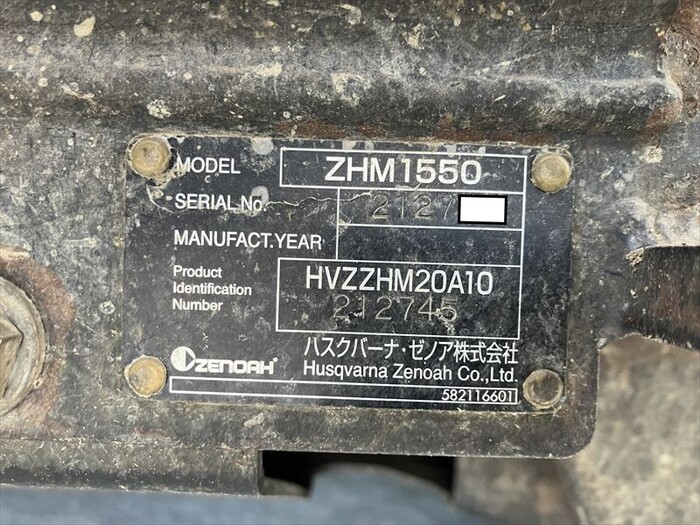 MODEL ZHM1550
SERIAL No. 2127
MANUFACT.YEAR
Product
Identification
Number
HVZZHM20A10
212745
ZENOAH
ハスクバーナ・ゼノア株式会社
Husqvarna Zenoah Co.,Ltd.
582116601